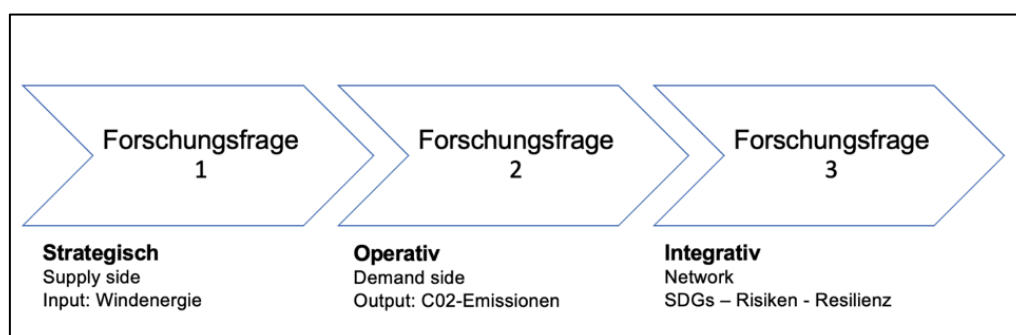 Forschungsfrage
1
Forschungsfrage
2
Forschungsfrage
3
Strategisch
Supply side
Input: Windenergie
Operativ
Demand side
Output: C02-Emissionen
Integrativ
Network
SDGs – Risiken - Resilienz